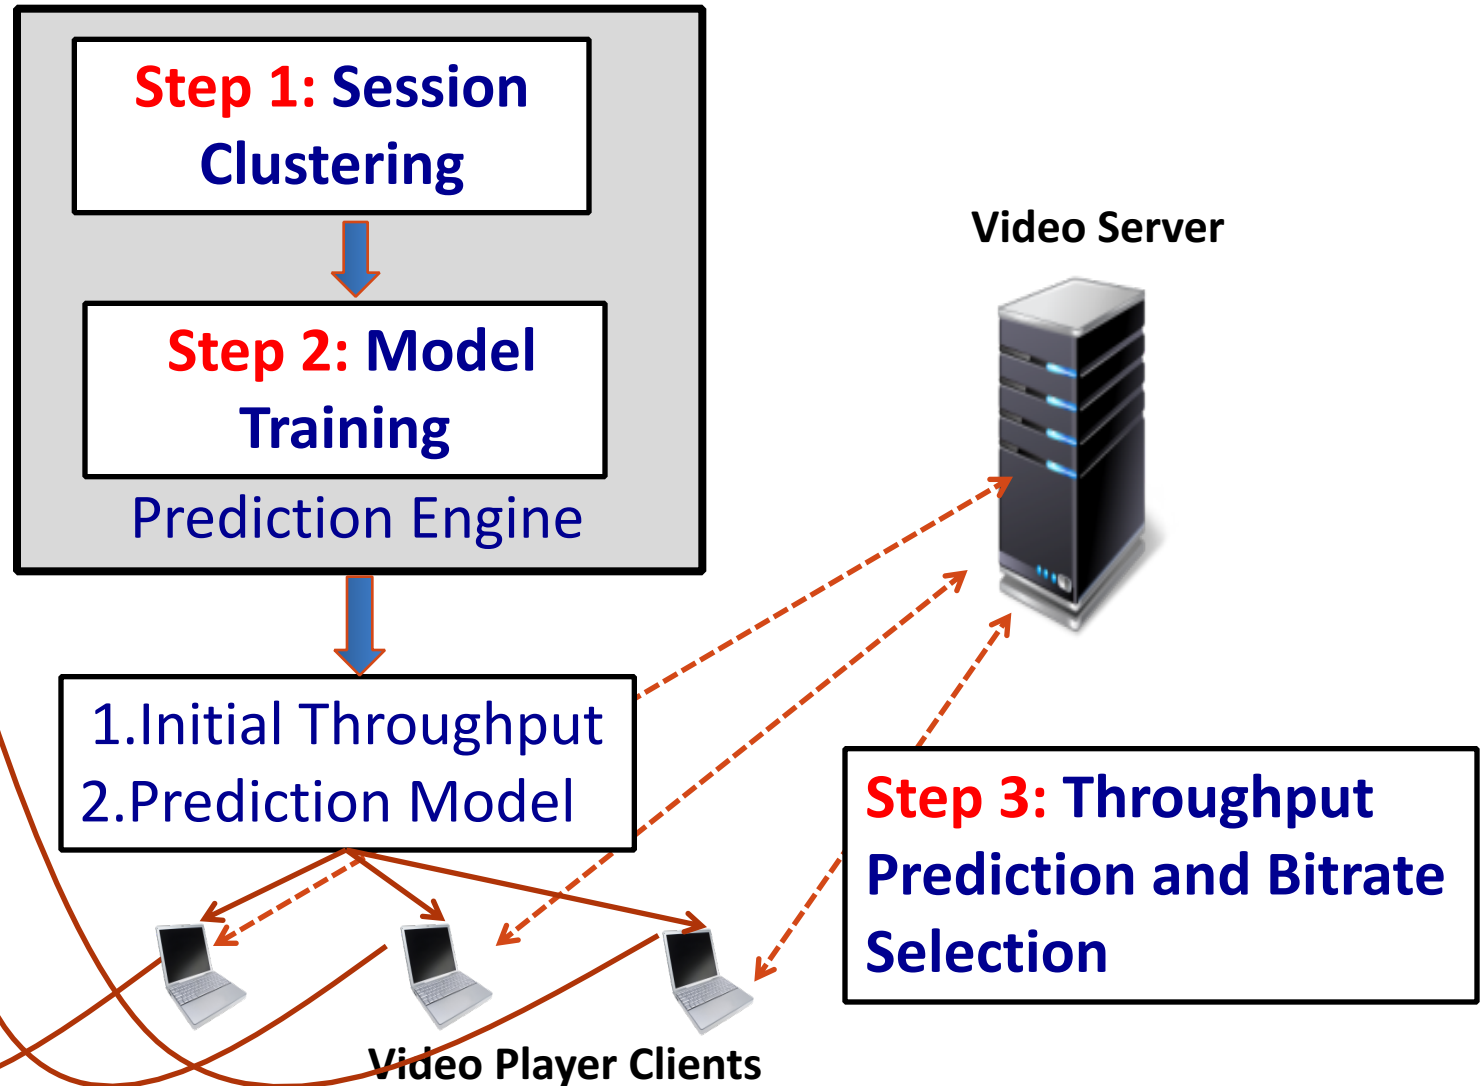 Step 1: Session
Clustering
Step 2: Model
Training
Prediction Engine
1.Initial Throughput
2.Prediction Model
Video Server
Step 3: Throughput
Prediction and Bitrate
Selection
Video Player Clients